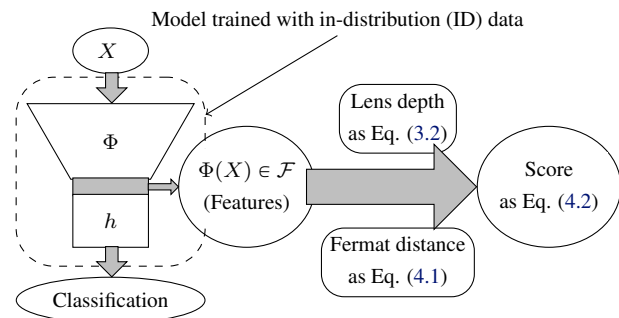 Model trained with in-distribution (ID) data
X
Φ
h
Classification
Φ(X) ∈ ℱ
(Features)
Lens depth
as Eq. (3.2)
Fermat distance
as Eq. (4.1)
Score
as Eq. (4.2)